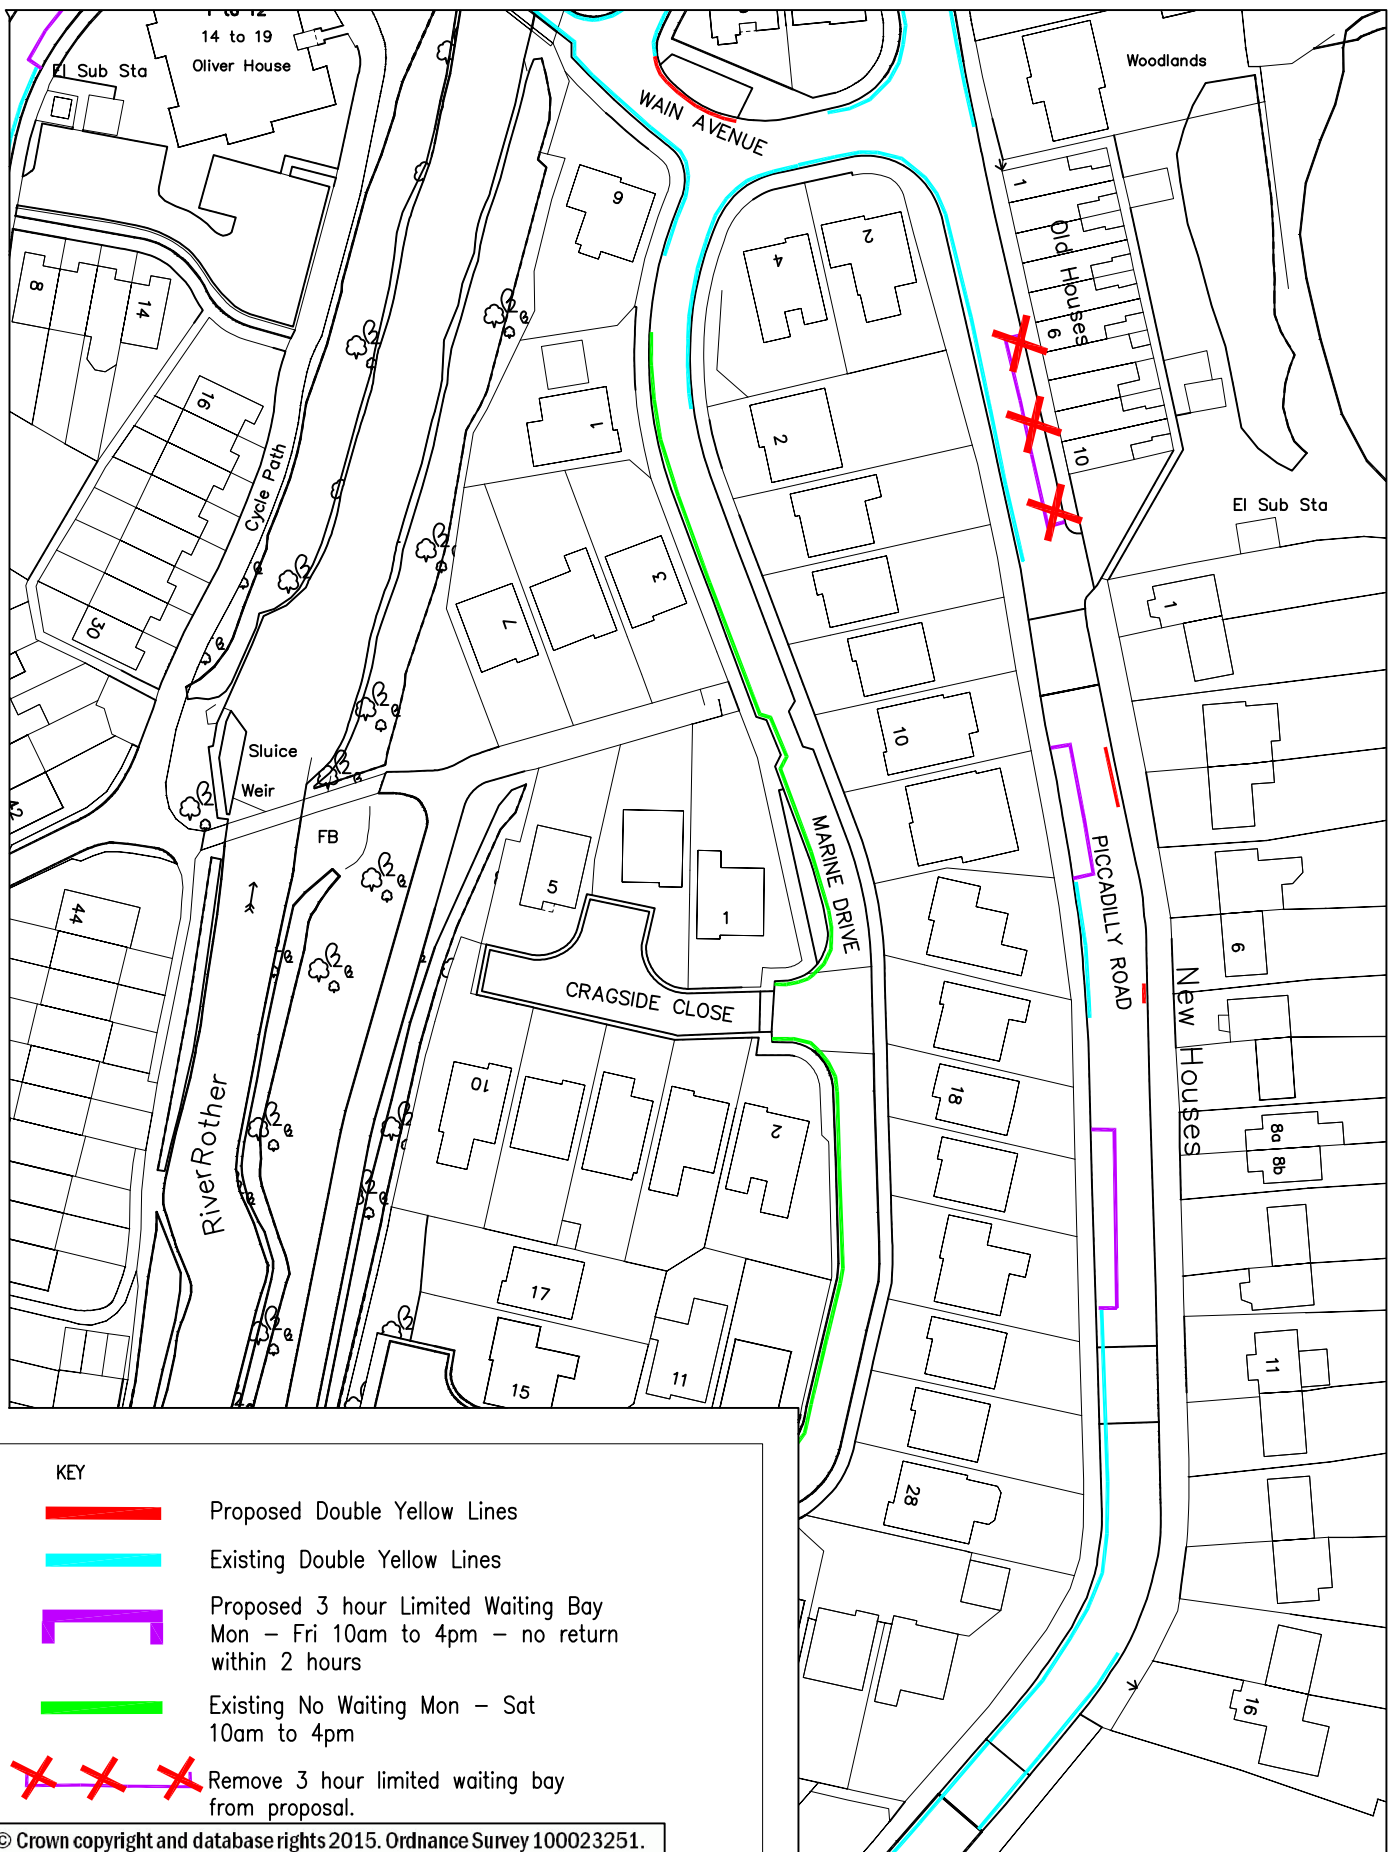 1 to 12
14 to 19
Oliver House
El Sub Sta
Woodlands
WAIN AVENUE
1
Old Houses
6
10
9
4
2
8
14
16
Cycle Path
30
1
2
3
7
10
El Sub Sta
1
Sluice
Weir
FB
42
44
5
1
MARINE DRIVE
PICCADILLY ROAD
6
New Houses
CRAGSIDE CLOSE
River Rother
10
2
18
8a
8b
17
15
11
11
28
16
KEY
Proposed Double Yellow Lines
Existing Double Yellow Lines
Proposed 3 hour Limited Waiting Bay
Mon – Fri 10am to 4pm – no return
within 2 hours
Existing No Waiting Mon – Sat
10am to 4pm
Remove 3 hour limited waiting bay
from proposal.
© Crown copyright and database rights 2015. Ordnance Survey 100023251.